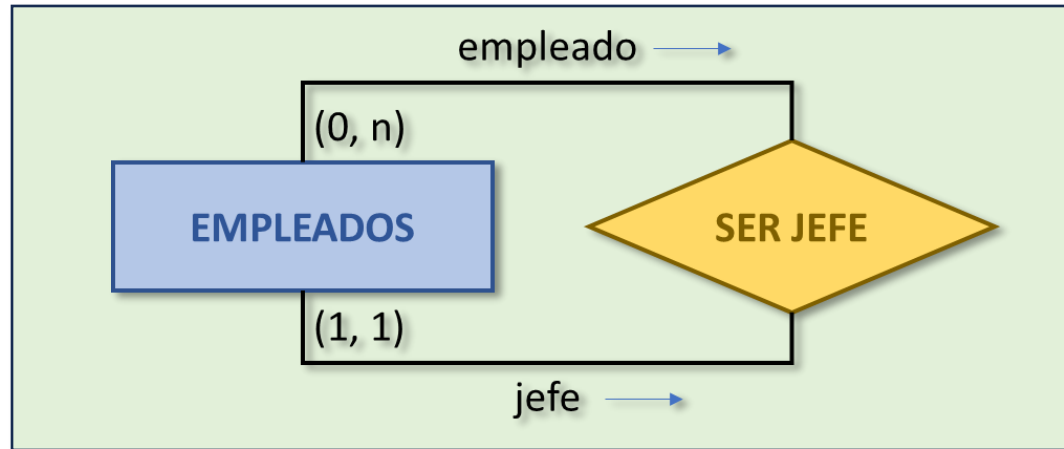 empleado
(0, n)
EMPLEADOS
SER JEFE
(1, 1)
jefe